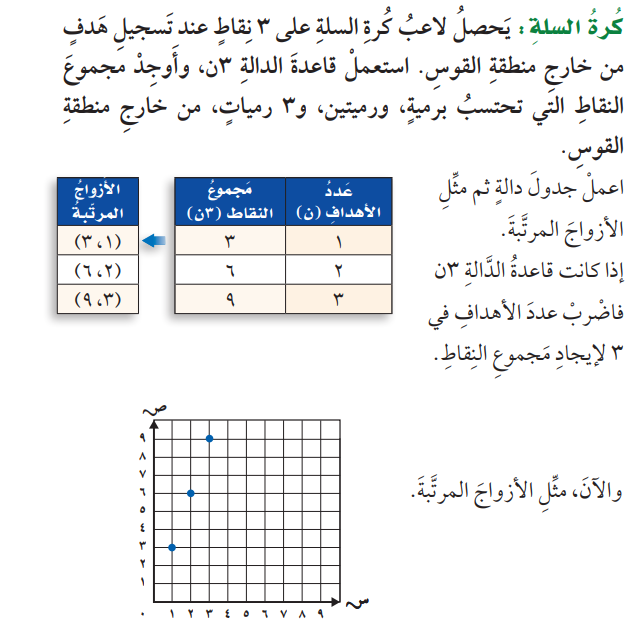 كُرةُ السلةِ: يَحصلُ لاعبُ كُرةِ السلةِ على ٣ نِقاطٍ عند تَسجيلِ هَدفٍ
من خارجِ منطقةِ القوسِ. استعملْ قاعدةَ الدالةِ ٣ن، وأَوجِدْ مجموعَ
النقاطِ التي تحتسبُ برميةٍ، ورميتين، و٣ رمياتٍ، من خارجِ منطقةِ
القوسِ.
اعملْ جدولَ دالةٍ ثم مثِّلِ
الأزواجَ المرتَّبةَ.
إذا كانت قاعدةُ الدَّالةِ ٣ن
فاضْربْ عددَ الأهدافِ في
٣ لإيجادِ مَجموعِ النِقاطِ.
عَددُ الأهدافِ (ن) مَجموعُ النقاط (٣ن) الأزواجُ المرتَّبةُ
١ ٣ (١، ٣)
٢ ٦ (٢، ٦)
٣ ٩ (٣، ٩)
والآنَ، مثِّلِ الأزواجَ المرتَّبةَ.
ص
٩
٨
٧
٦
٥
٤
٣
٢
١
٠ ١ ٢ ٣ ٤ ٥ ٦ ٧ ٨ ٩ س